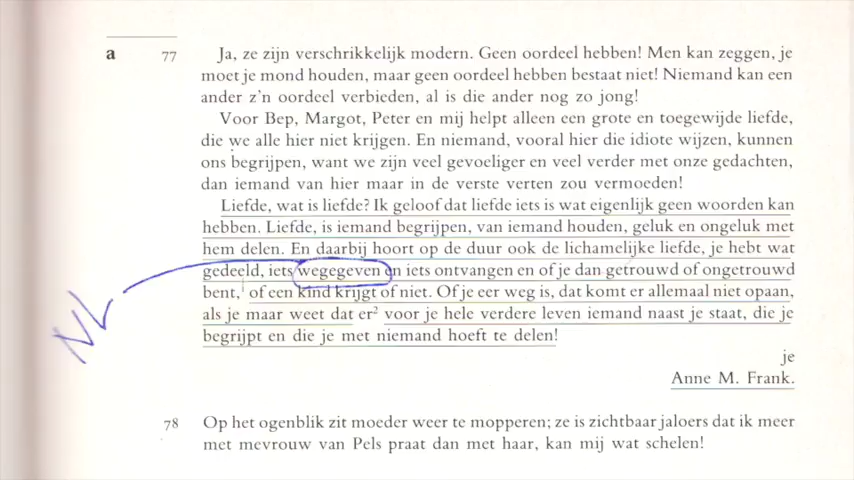 a 77 Ja, ze zijn verschrikkelijk modern. Geen oordeel hebben! Men kan zeggen, je
moet je mond houden, maar geen oordeel hebben bestaat niet! Niemand kan een
ander z'n oordeel verbieden, al is die ander nog zo jong!
Voor Bep, Margot, Peter en mij helpt alleen een grote en toegewijde liefde,
die we alle hier niet krijgen. En niemand, vooral hier die idiote wijzen, kunnen
ons begrijpen, want we zijn veel gevoeliger en veel verder met onze gedachten,
dan iemand van hier maar in de verste verten zou vermoeden!
Liefde, wat is liefde? Ik geloof dat liefde iets is wat eigenlijk geen woorden kan
hebben. Liefde, is iemand begrijpen, van iemand houden, geluk en ongeluk met
hem delen. En daarbij hoort op de duur ook de lichamelijke liefde, je hebt wat
gedeeld, iets wegegeven en iets ontvangen en of je dan getrouwd of ongetrouwd
bent,¹ of een kind krijgt of niet. Of je eer weg is, dat komt er allemaal niet opaan,
als je maar weet dat er² voor je hele verdere leven iemand naast je staat, die je
begrijpt en die je met niemand hoeft te delen!
NL
je
Anne M. Frank.
78 Op het ogenblik zit moeder weer te mopperen; ze is zichtbaar jaloers dat ik meer
met mevrouw van Pels praat dan met haar, kan mij wat schelen!